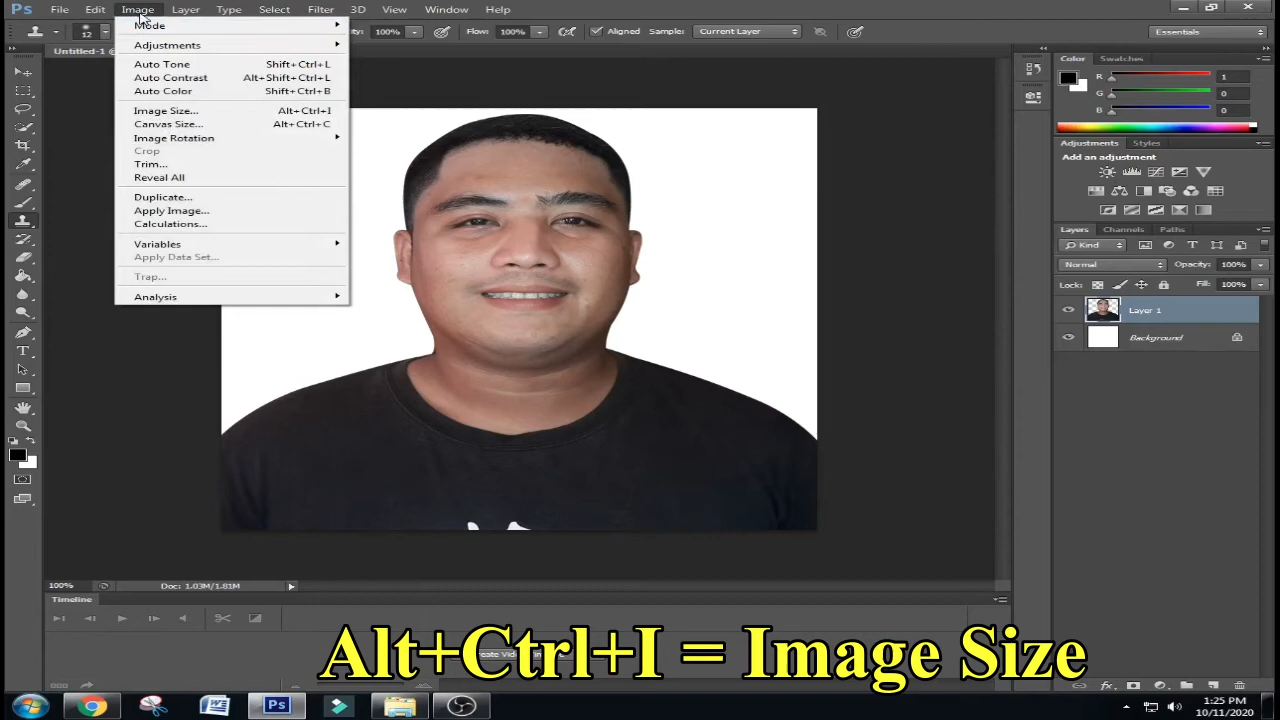 Ps File Edit Image Layer Type Select Filter 3D View Window Help
12 100% Flow: 100% Aligned Sample: Current Layer Essentials
Untitled-1 @
Mode
Adjustments
Auto Tone Shift+Ctrl+L
Auto Contrast Alt+Shift+Ctrl+L
Auto Color Shift+Ctrl+B
Image Size... Alt+Ctrl+I
Canvas Size... Alt+Ctrl+C
Image Rotation
Crop
Trim...
Reveal All
Duplicate...
Apply Image...
Calculations...
Variables
Apply Data Set...
Trap...
Analysis
Color Swatches
R 1
G 0
B 0
Adjustments Styles
Add an adjustment
Layers Channels Paths
Kind
Normal Opacity: 100%
Lock: Fill: 100%
Layer 1
Background
100% Doc: 1.03M/1.81M
Timeline
Alt+Ctrl+I = Image Size
fx
Ps
1:25 PM
10/11/2020